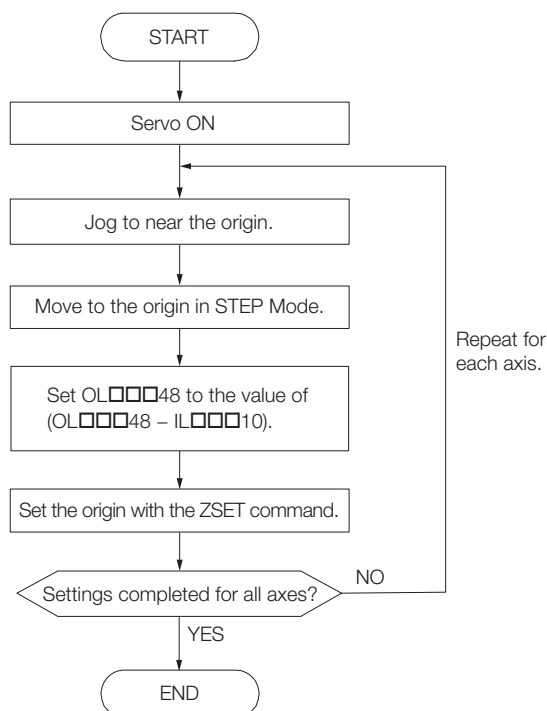 START
Servo ON
Jog to near the origin.
Move to the origin in STEP Mode.
Repeat for
each axis.
Set OL□□□48 to the value of
(OL□□□48 – IL□□□10).
Set the origin with the ZSET command.
Settings completed for all axes?
NO
YES
END